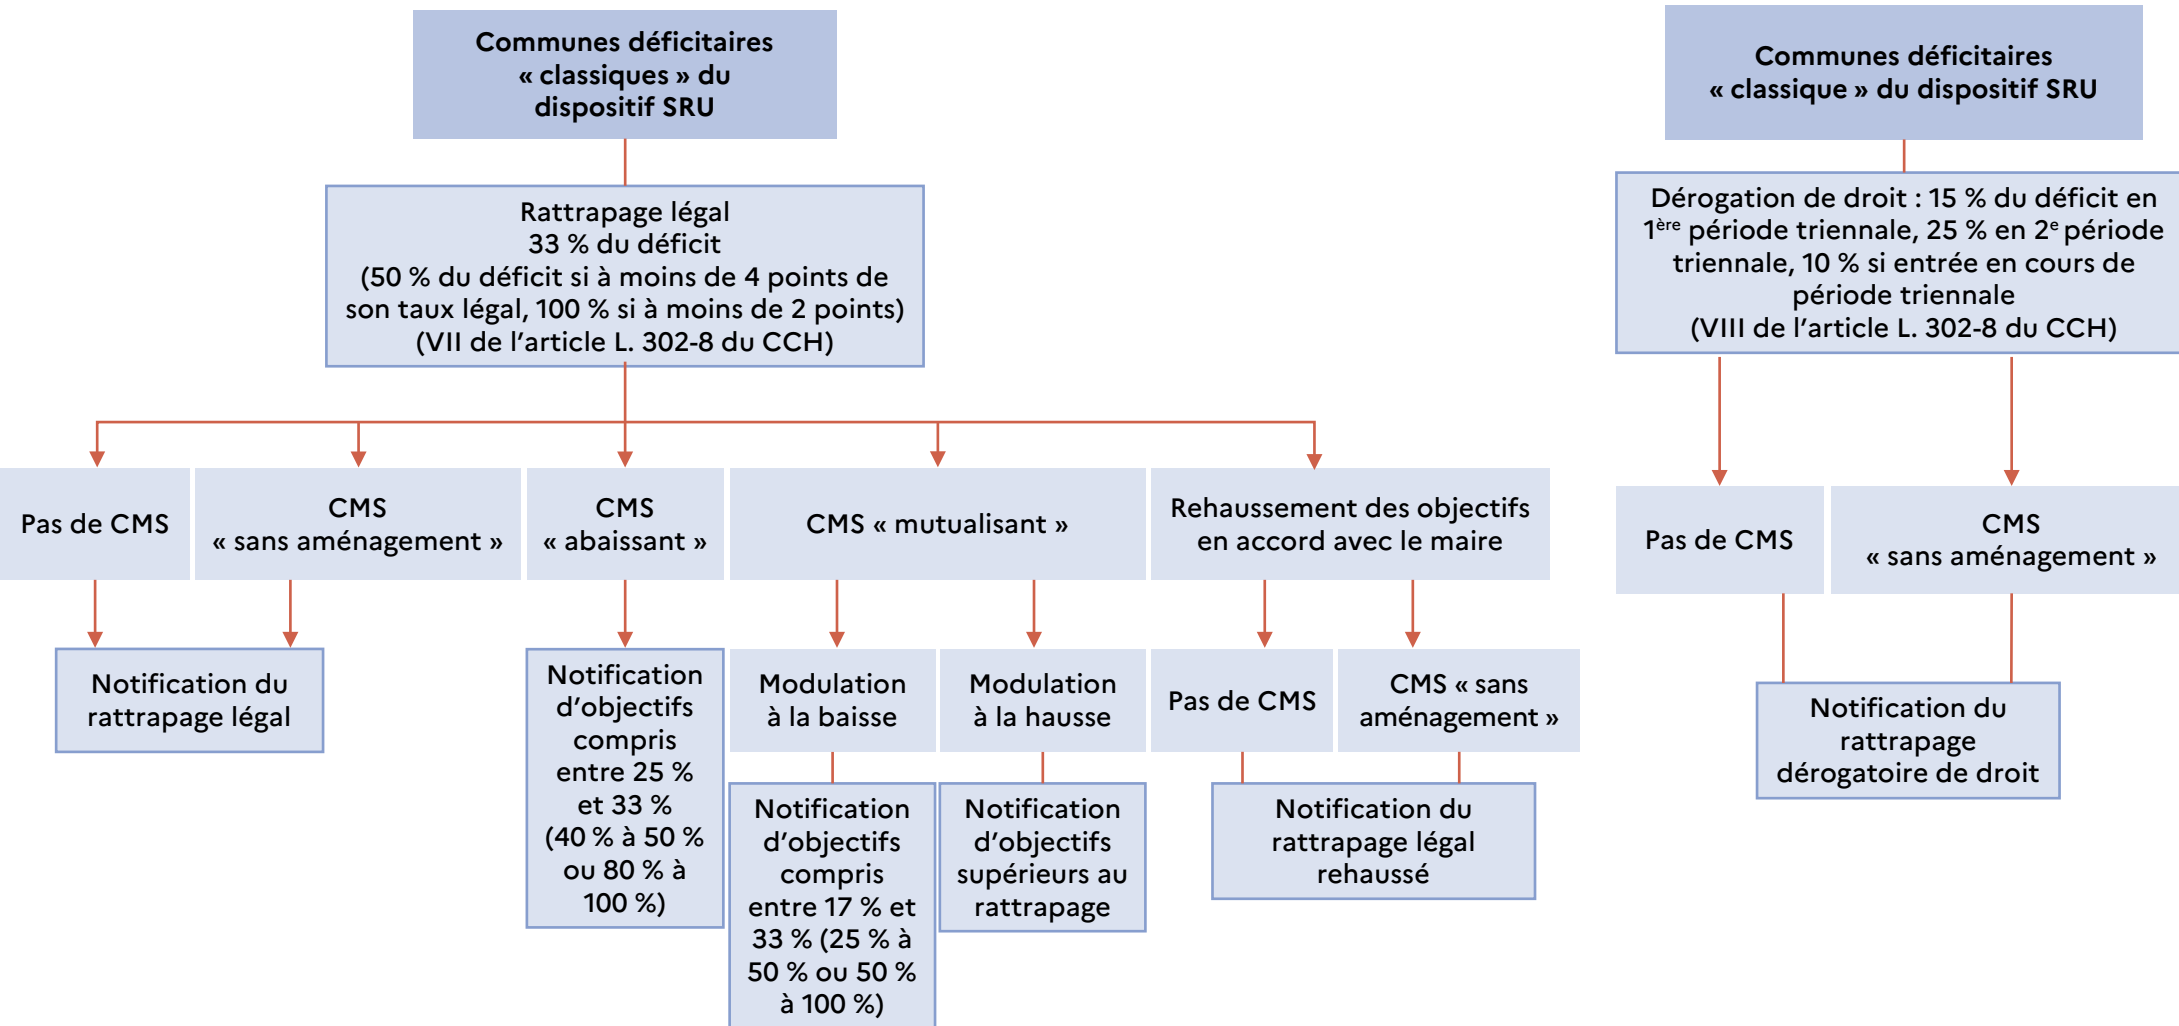 Communes déficitaires
« classiques » du
dispositif SRU
Rattrapage légal
33 % du déficit
(50 % du déficit si à moins de 4 points de
son taux légal, 100 % si à moins de 2 points)
(VII de l’article L. 302-8 du CCH)
Pas de CMS
CMS
« sans aménagement »
CMS
« abaissant »
CMS « mutualisant »
Rehaussement des objectifs
en accord avec le maire
Notification du
rattrapage légal
Notification
d’objectifs
compris
entre 25 %
et 33 %
(40 % à 50 %
ou 80 % à
100 %)
Modulation
à la baisse
Modulation
à la hausse
Pas de CMS
CMS « sans
aménagement »
Notification
d’objectifs
compris
entre 17 % et
33 % (25 % à
50 % ou 50 %
à 100 %)
Notification
d’objectifs
supérieurs au
rattrapage
Notification du
rattrapage légal
rehaussé
Communes déficitaires
« classique » du dispositif SRU
Dérogation de droit : 15 % du déficit en
1ère période triennale, 25 % en 2e période
triennale, 10 % si entrée en cours de
période triennale
(VIII de l’article L. 302-8 du CCH)
Pas de CMS
CMS
« sans aménagement »
Notification du
rattrapage
dérogatoire de droit